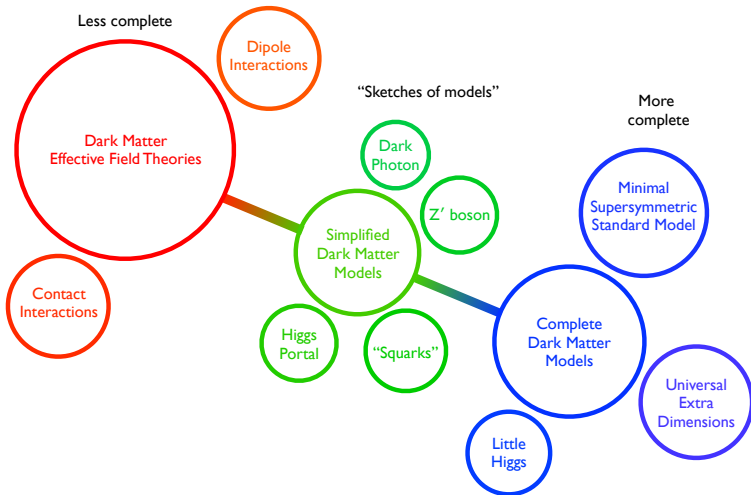 Less complete
Dipole
Interactions
Dark Matter
Effective Field Theories
Contact
Interactions
“Sketches of models”
Dark
Photon
Z′ boson
Simplified
Dark Matter
Models
Higgs
Portal
“Squarks”
More
complete
Minimal
Supersymmetric
Standard Model
Complete
Dark Matter
Models
Universal
Extra
Dimensions
Little
Higgs